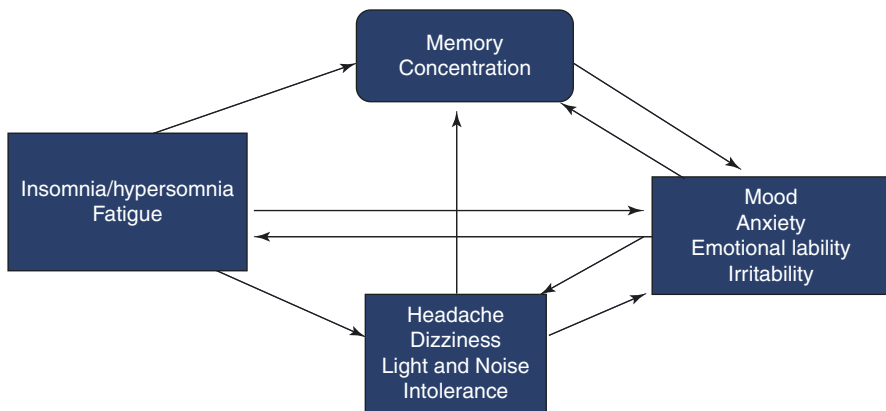 Memory
Concentration
Insomnia/hypersomnia
Fatigue
Mood
Anxiety
Emotional lability
Irritability
Headache
Dizziness
Light and Noise
Intolerance